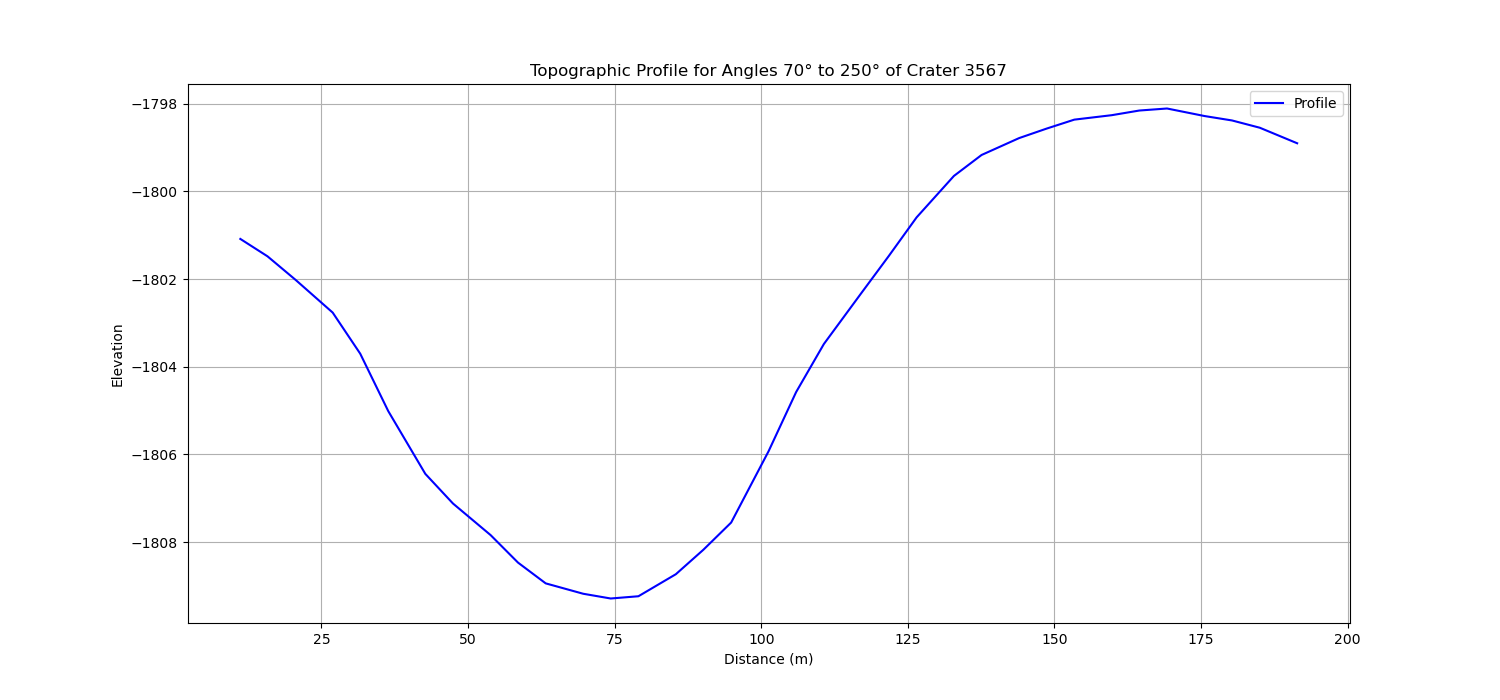 Topographic Profile for Angles 70° to 250° of Crater 3567
Profile
−1798
−1800
−1802
−1804
−1806
−1808
Elevation
25 50 75 100 125 150 175 200
Distance (m)